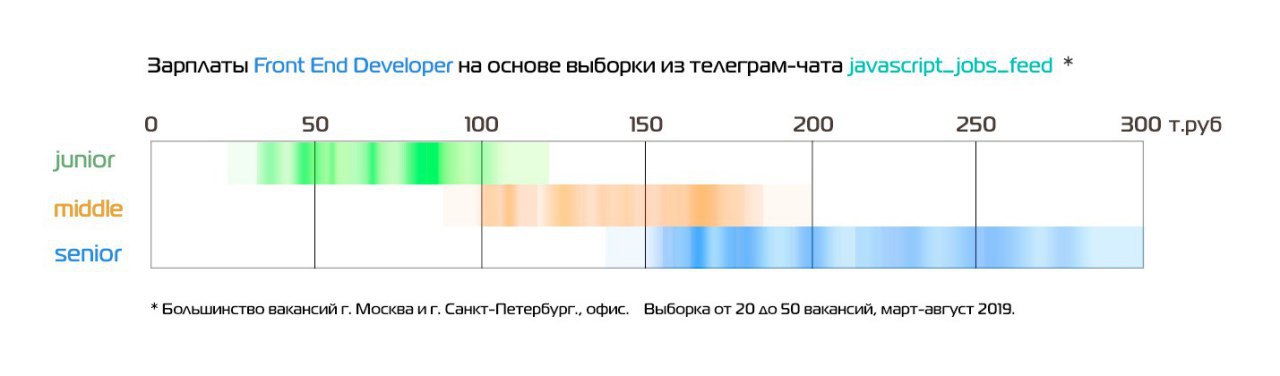 Зарплаты Front End Developer на основе выборки из телеграм-чата javascript_jobs_feed *
0 50 100 150 200 250 300 т.руб
junior
middle
senior
* Большинство вакансий г. Москва и г. Санкт-Петербург., офис. Выборка от 20 до 50 вакансий, март-август 2019.